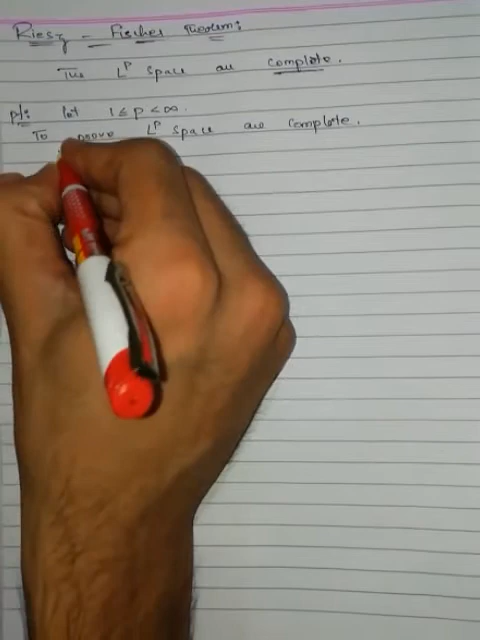 Riesz - Fischer Theorem:
The L^p space are complete.
pf: let 1 ≤ p < ∞.
To prove L^p space are complete.